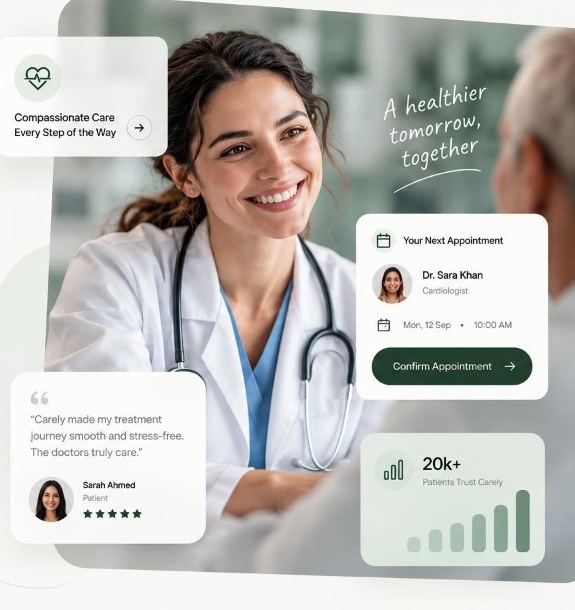 Compassionate Care
Every Step of the Way
A healthier
tomorrow,
together
Your Next Appointment
Dr. Sara Khan
Cardiologist
Mon, 12 Sep • 10:00 AM
Confirm Appointment
“Carely made my treatment
journey smooth and stress-free.
The doctors truly care.”
Sarah Ahmed
Patient
20k+
Patients Trust Carely